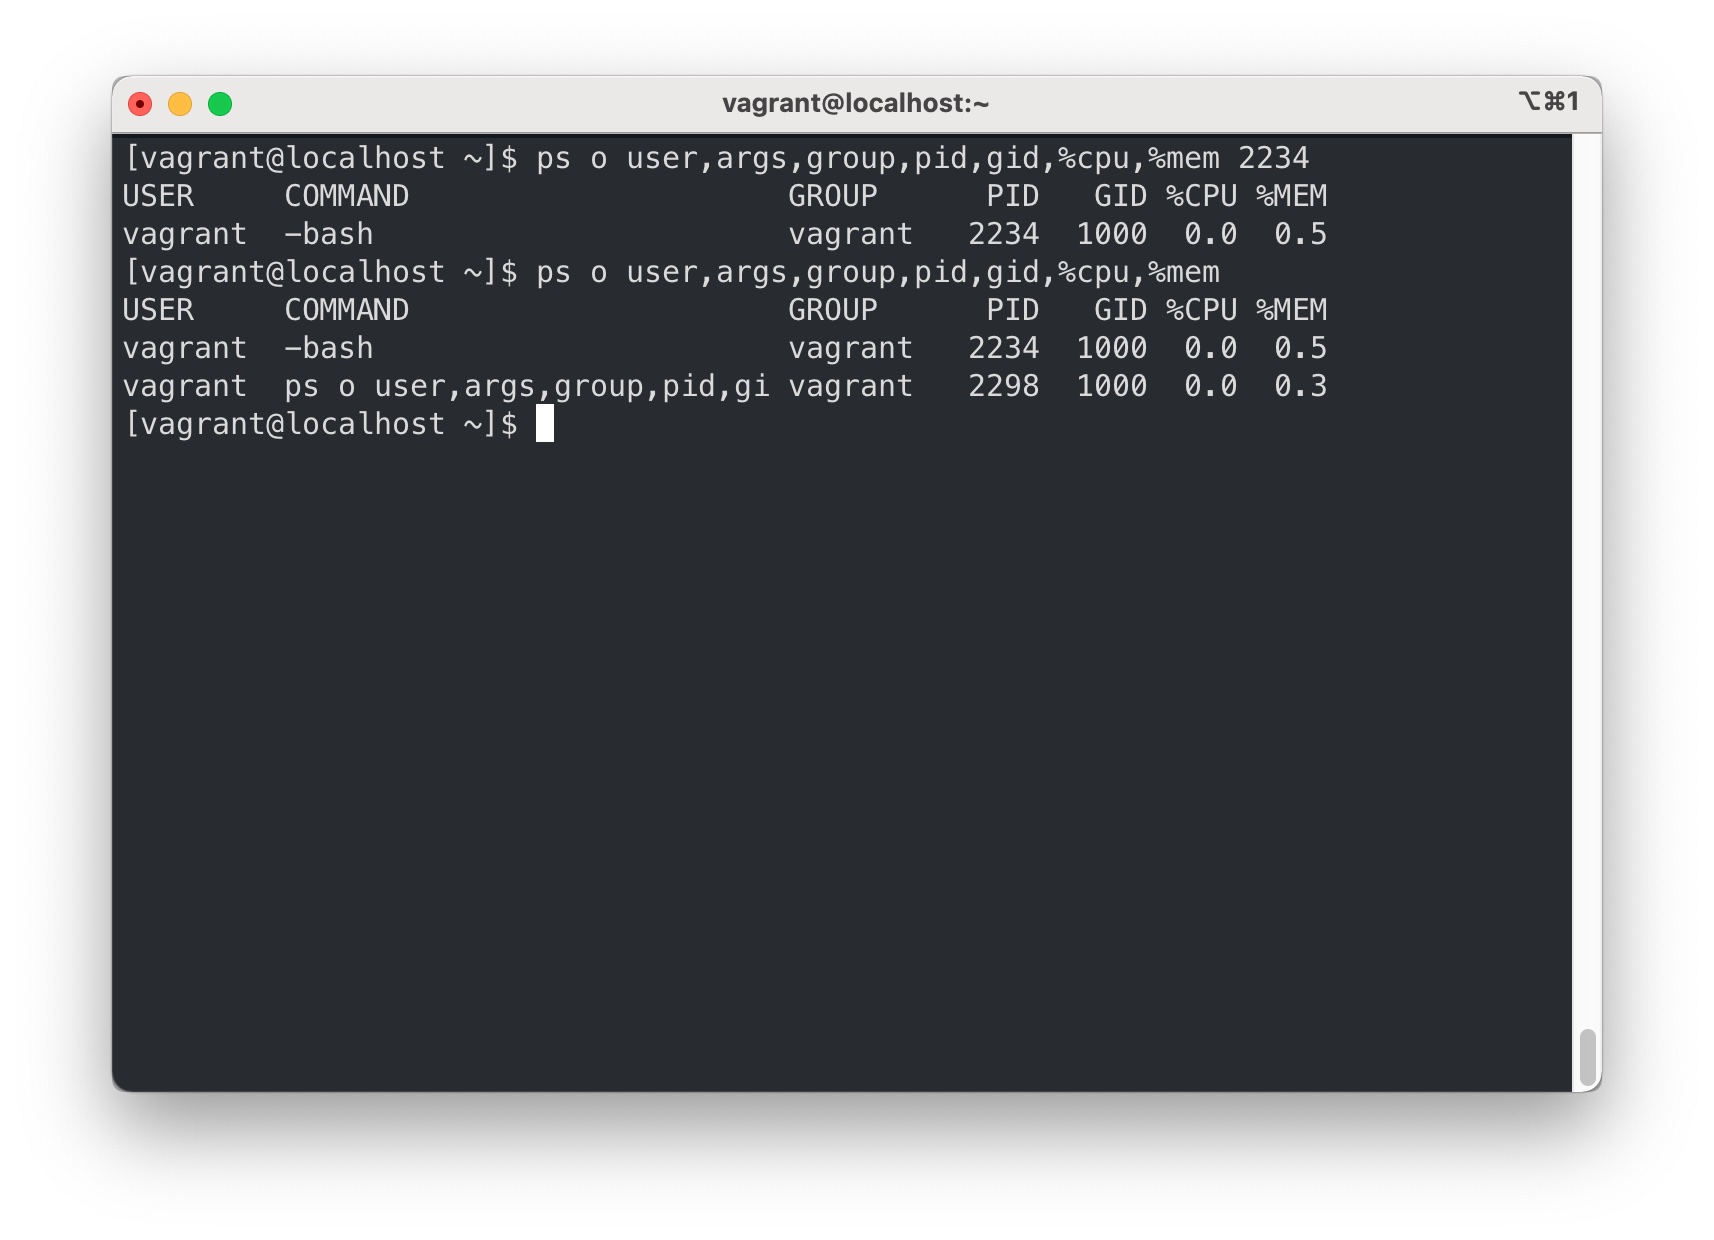 vagrant@localhost:~ ⌥⌘1
[vagrant@localhost ~]$ ps o user,args,group,pid,gid,%cpu,%mem 2234
USER     COMMAND                     GROUP      PID   GID %CPU %MEM
vagrant  -bash                       vagrant   2234  1000  0.0  0.5
[vagrant@localhost ~]$ ps o user,args,group,pid,gid,%cpu,%mem
USER     COMMAND                     GROUP      PID   GID %CPU %MEM
vagrant  -bash                       vagrant   2234  1000  0.0  0.5
vagrant  ps o user,args,group,pid,gi vagrant   2298  1000  0.0  0.3
[vagrant@localhost ~]$